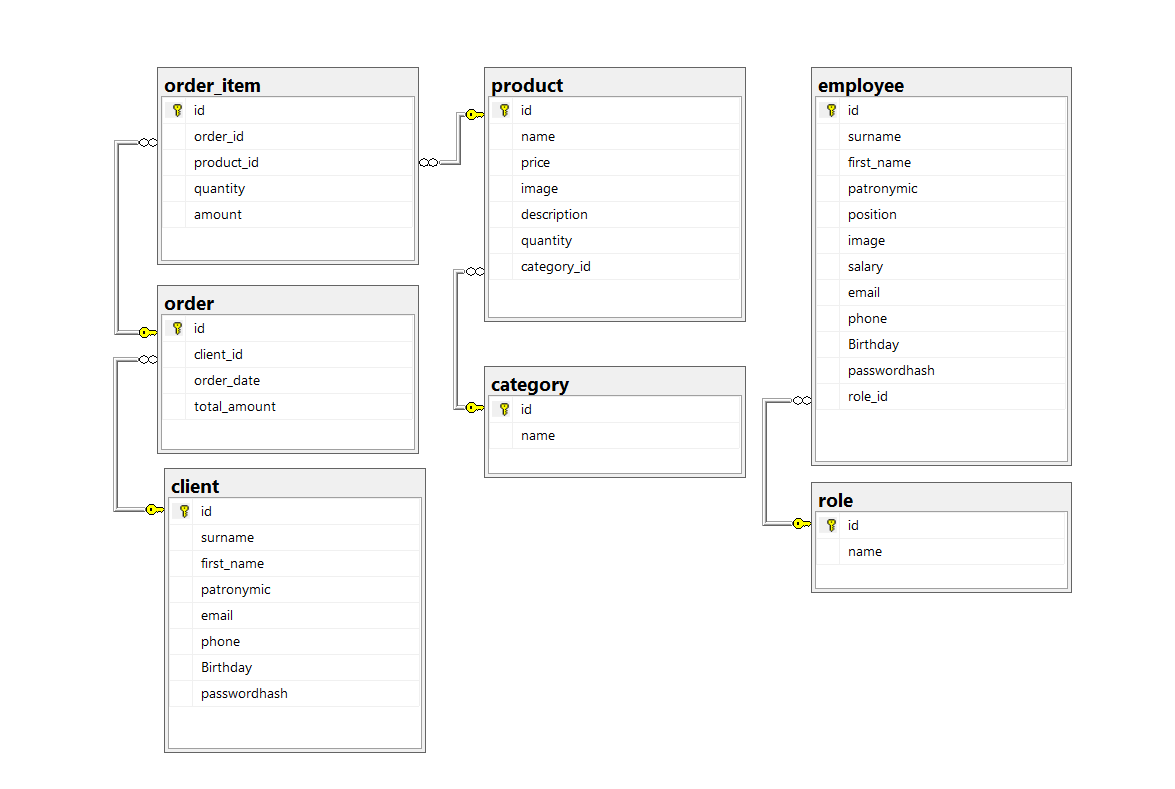 order_item
id
order_id
product_id
quantity
amount
order
id
client_id
order_date
total_amount
client
id
surname
first_name
patronymic
email
phone
Birthday
passwordhash
product
id
name
price
image
description
quantity
category_id
category
id
name
employee
id
surname
first_name
patronymic
position
image
salary
email
phone
Birthday
passwordhash
role_id
role
id
name